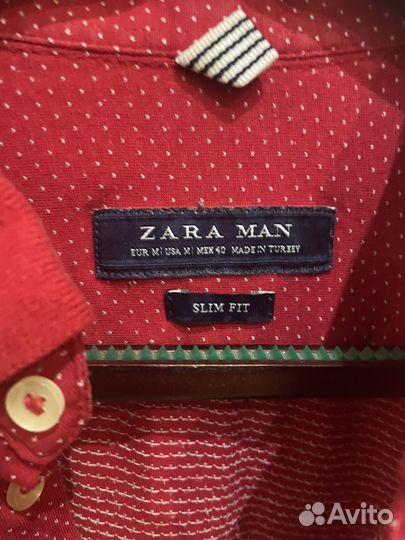 ZARA MAN
EUR M | USA M | MEX 40 MADE IN TURKEY
SLIM FIT
Avito